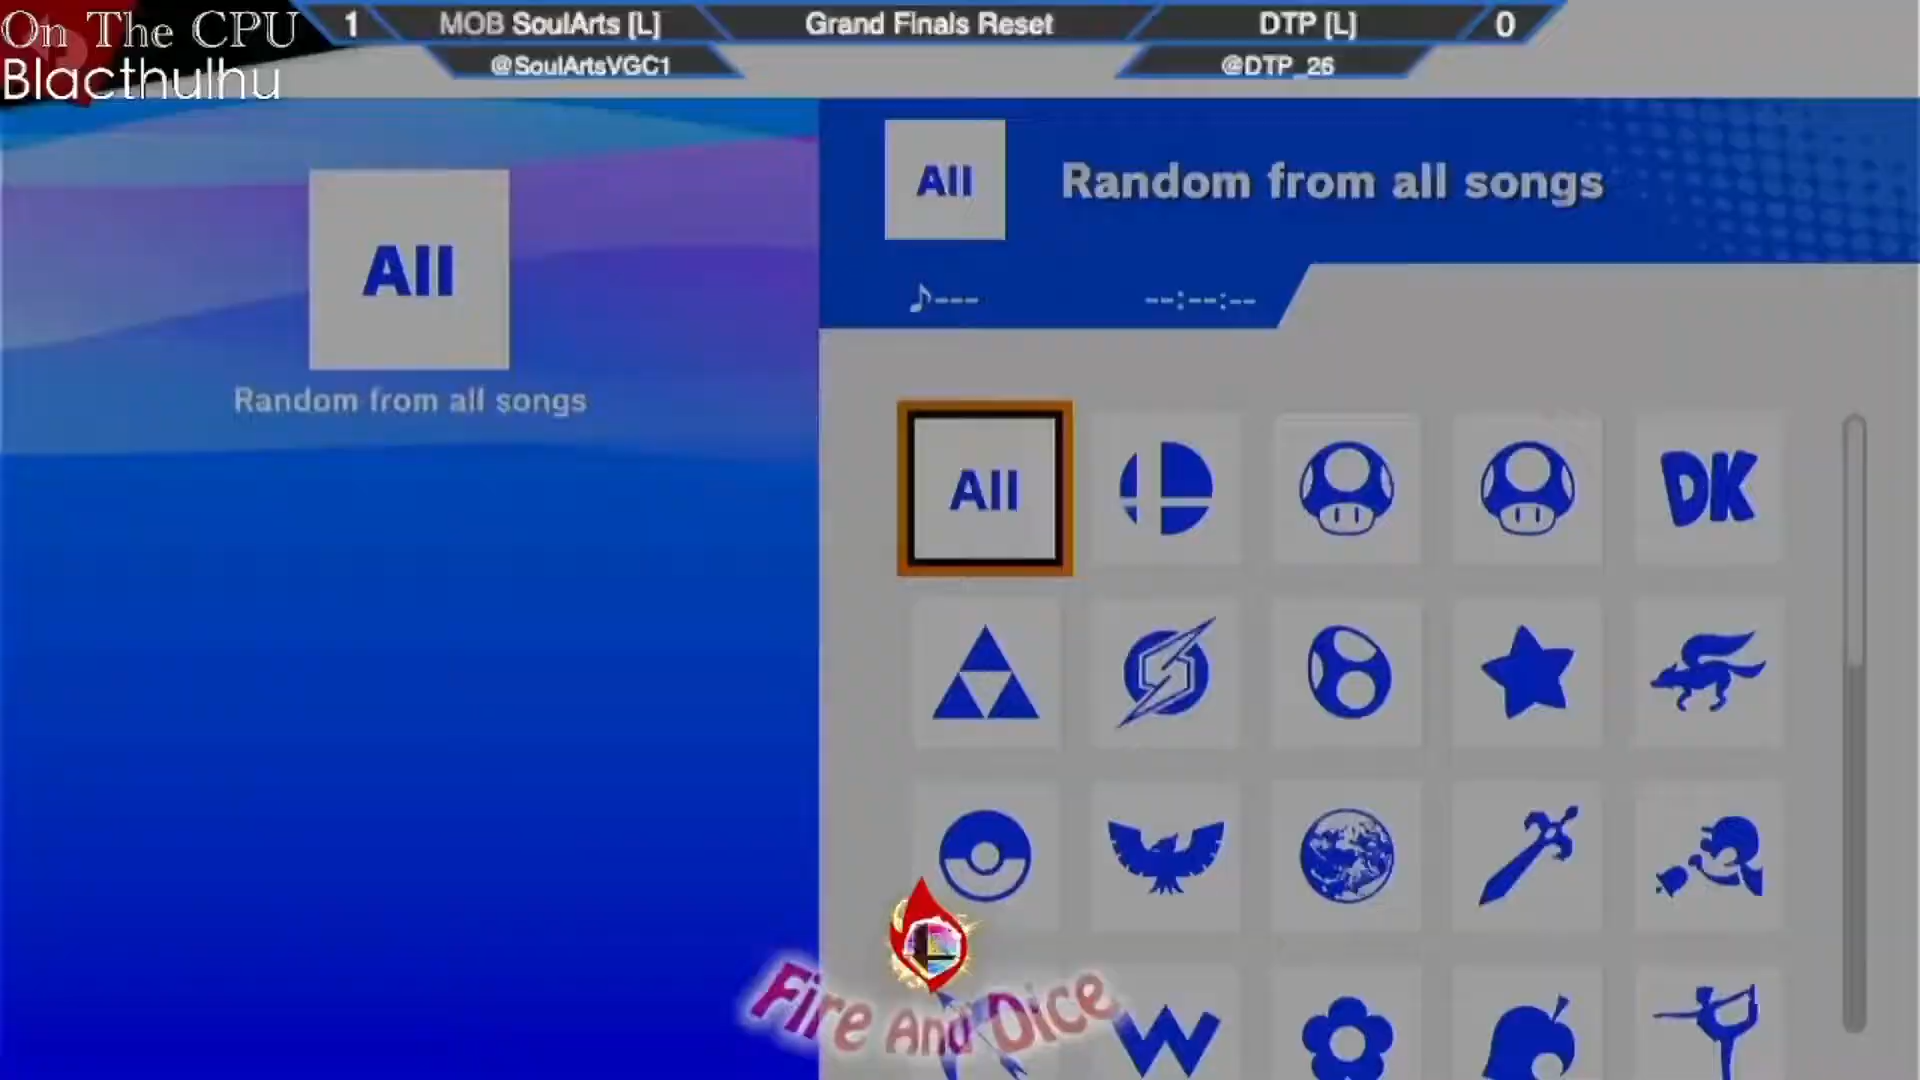 On The CPU
Blacthulhu
1 MOB SoulArts [L] Grand Finals Reset DTP [L] 0
@SoulArtsVGC1 @DTP_26
All
Random from all songs
All Random from all songs
♪--- --:--:--
All DK
Fire And Dice